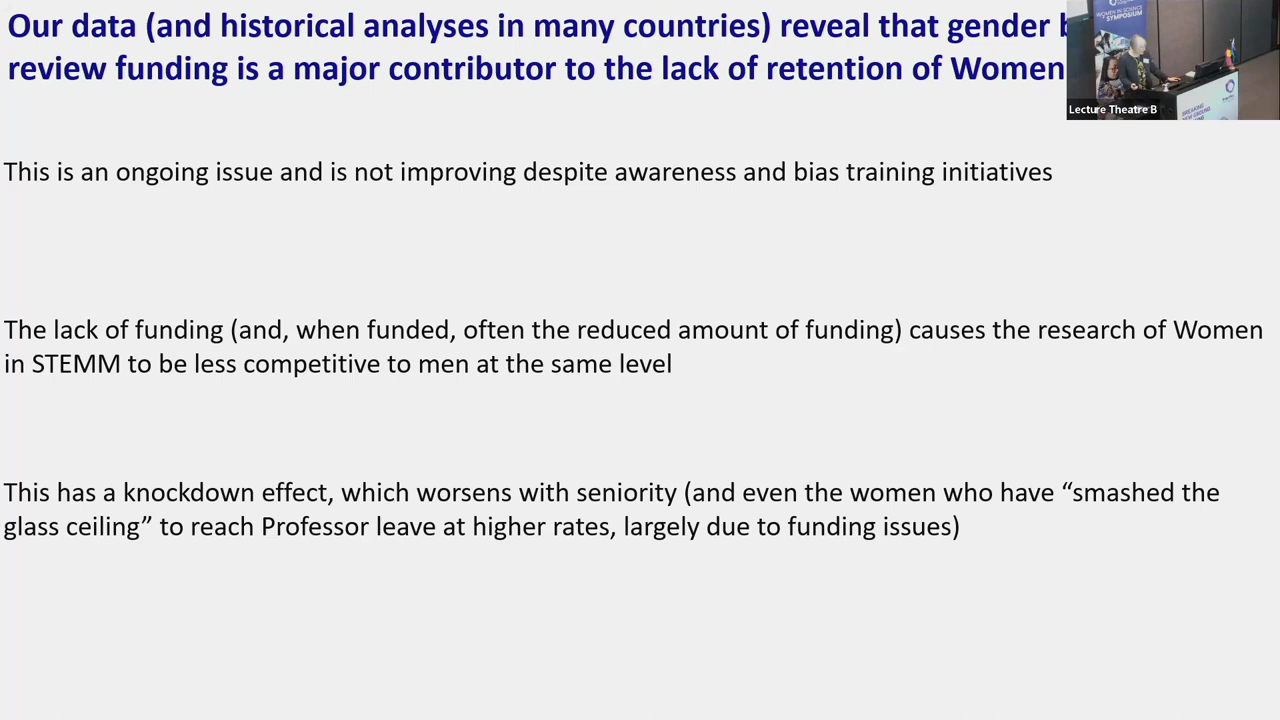 Our data (and historical analyses in many countries) reveal that gender
review funding is a major contributor to the lack of retention of Women
WOMEN IN SCIENCE
SYMPOSIUM
Lecture Theatre B
BREAKING
This is an ongoing issue and is not improving despite awareness and bias training initiatives
The lack of funding (and, when funded, often the reduced amount of funding) causes the research of Women
in STEMM to be less competitive to men at the same level
This has a knockdown effect, which worsens with seniority (and even the women who have “smashed the
glass ceiling” to reach Professor leave at higher rates, largely due to funding issues)